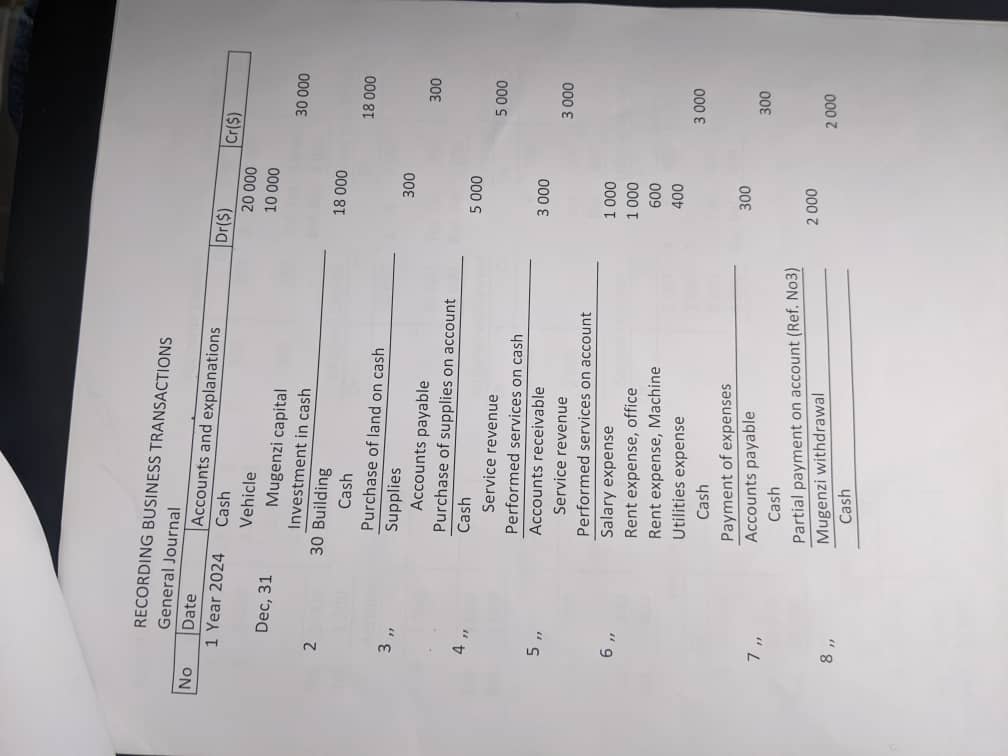 RECORDING BUSINESS TRANSACTIONS
General Journal
No Date Accounts and explanations Dr($) Cr($)
1 Year 2024 Cash 20 000
Vehicle 10 000
Dec, 31 Mugenzi capital 30 000
Investment in cash
2 30 Building 18 000
Cash 18 000
Purchase of land on cash
3 ,, Supplies 300
Accounts payable 300
Purchase of supplies on account
4 ,, Cash 5 000
Service revenue 5 000
Performed services on cash
5 ,, Accounts receivable 3 000
Service revenue 3 000
Performed services on account
6 ,, Salary expense 1 000
Rent expense, office 1 000
Rent expense, Machine 600
Utilities expense 400
Cash 3 000
Payment of expenses
7 ,, Accounts payable 300
Cash 300
Partial payment on account (Ref. No3)
8 ,, Mugenzi withdrawal 2 000
Cash 2 000